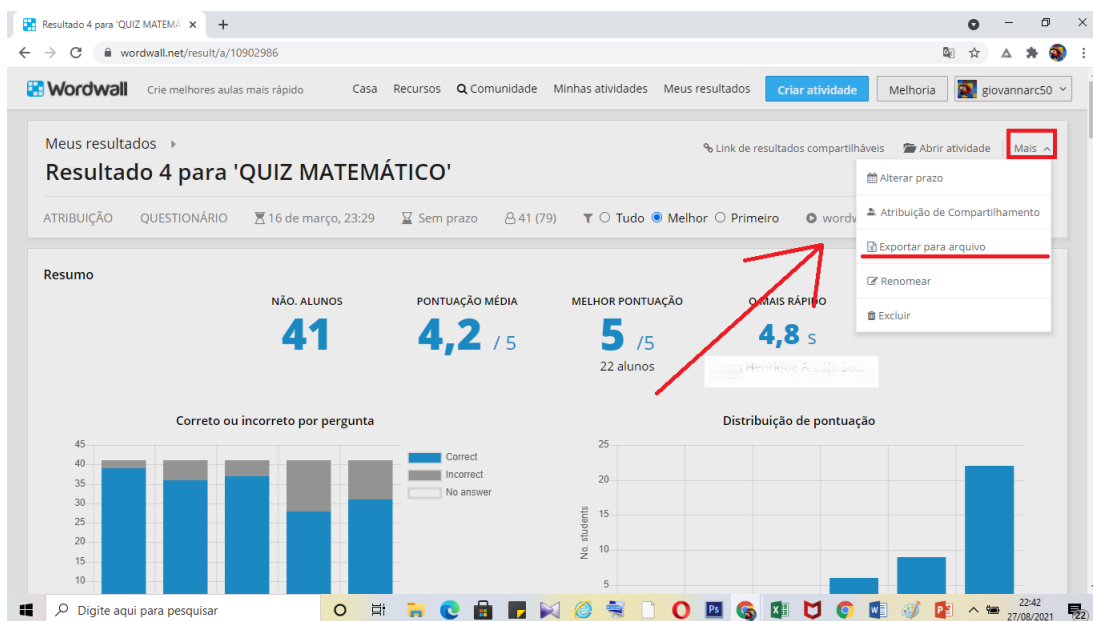 Resultado 4 para 'QUIZ MATEMÁ
wordwall.net/result/a/10902986
Wordwall Crie melhores aulas mais rápido Casa Recursos Comunidade Minhas atividades Meus resultados Criar atividade Melhoria giovannarc50
Meus resultados
Link de resultados compartilháveis Abrir atividade Mais
Resultado 4 para 'QUIZ MATEMÁTICO'
Alterar prazo
ATRIBUIÇÃO QUESTIONÁRIO 16 de março, 23:29 Sem prazo 41 (79) Tudo Melhor Primeiro wordw
Atribuição de Compartilhamento
Exportar para arquivo
Renomear
Excluir
Resumo
NÃO. ALUNOS PONTUAÇÃO MÉDIA MELHOR PONTUAÇÃO O MAIS RÁPIDO
41 4,2 / 5 5 /5 4,8 s
22 alunos
Correto ou incorreto por pergunta
45
40
35
30
25
20
15
10
Correct
Incorrect
No answer
Distribuição de pontuação
25
20
15
10
5
No. students
Digite aqui para pesquisar
22:42
27/08/2021
22